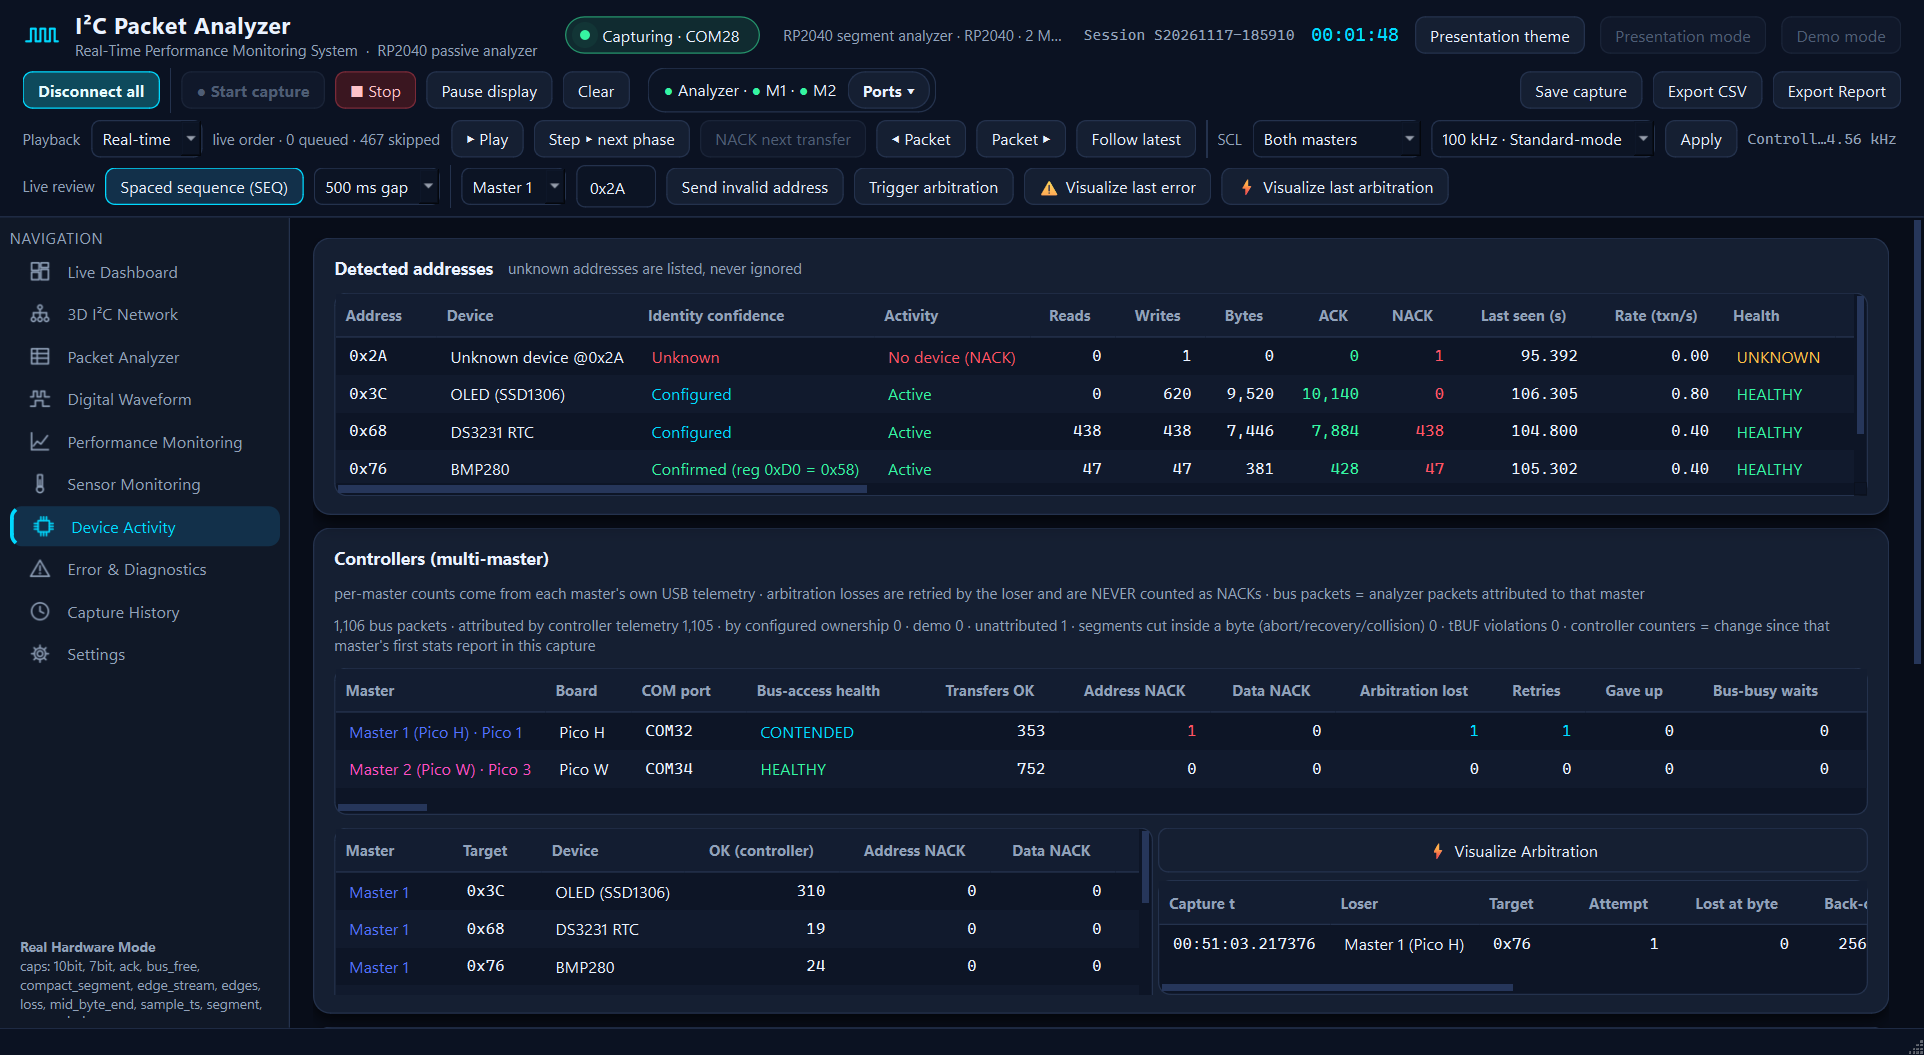 I²C Packet Analyzer
Real-Time Performance Monitoring System · RP2040 passive analyzer
Capturing · COM28
RP2040 segment analyzer · RP2040 · 2 M...
Session S20261117-185910
00:01:48
Presentation theme
Presentation mode
Demo mode
Disconnect all
Start capture
Stop
Pause display
Clear
Analyzer · M1 · M2
Ports
Save capture
Export CSV
Export Report
Playback
Real-time
live order · 0 queued · 467 skipped
Play
Step ▸ next phase
NACK next transfer
Packet
Packet
Follow latest
SCL
Both masters
100 kHz · Standard-mode
Apply
Controll…4.56 kHz
Live review
Spaced sequence (SEQ)
500 ms gap
Master 1
0x2A
Send invalid address
Trigger arbitration
Visualize last error
Visualize last arbitration
NAVIGATION
Live Dashboard
3D I²C Network
Packet Analyzer
Digital Waveform
Performance Monitoring
Sensor Monitoring
Device Activity
Error & Diagnostics
Capture History
Settings
Real Hardware Mode
caps: 10bit, 7bit, ack, bus_free,
compact_segment, edge_stream, edges,
loss, mid_byte_end, sample_ts, segment,
Detected addresses unknown addresses are listed, never ignored
Address Device Identity confidence Activity Reads Writes Bytes ACK NACK Last seen (s) Rate (txn/s) Health
0x2A Unknown device @0x2A Unknown No device (NACK) 0 1 0 0 1 95.392 0.00 UNKNOWN
0x3C OLED (SSD1306) Configured Active 0 620 9,520 10,140 0 106.305 0.80 HEALTHY
0x68 DS3231 RTC Configured Active 438 438 7,446 7,884 438 104.800 0.40 HEALTHY
0x76 BMP280 Confirmed (reg 0xD0 = 0x58) Active 47 47 381 428 47 105.302 0.40 HEALTHY
Controllers (multi-master)
per-master counts come from each master's own USB telemetry · arbitration losses are retried by the loser and are NEVER counted as NACKs · bus packets = analyzer packets attributed to that master
1,106 bus packets · attributed by controller telemetry 1,105 · by configured ownership 0 · demo 0 · unattributed 1 · segments cut inside a byte (abort/recovery/collision) 0 · tBUF violations 0 · controller counters = change since that
master's first stats report in this capture
Master Board COM port Bus-access health Transfers OK Address NACK Data NACK Arbitration lost Retries Gave up Bus-busy waits
Master 1 (Pico H) · Pico 1 Pico H COM32 CONTENDED 353 1 0 1 1 0 0
Master 2 (Pico W) · Pico 3 Pico W COM34 HEALTHY 752 0 0 0 0 0 0
Master Target Device OK (controller) Address NACK Data NACK
Master 1 0x3C OLED (SSD1306) 310 0 0
Master 1 0x68 DS3231 RTC 19 0 0
Master 1 0x76 BMP280 24 0 0
Visualize Arbitration
Capture t Loser Target Attempt Lost at byte Back-
00:51:03.217376 Master 1 (Pico H) 0x76 1 0 256